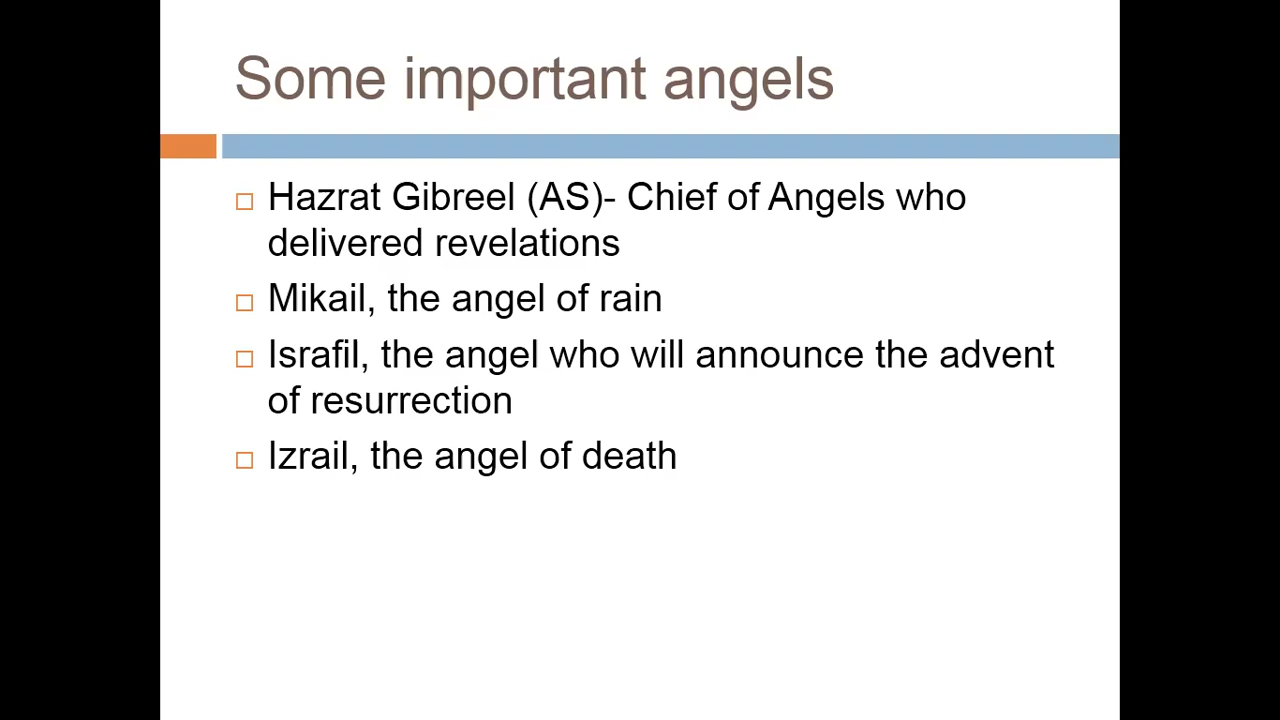 Some important angels
Hazrat Gibreel (AS)- Chief of Angels who
delivered revelations
Mikail, the angel of rain
Israfil, the angel who will announce the advent
of resurrection
Izrail, the angel of death